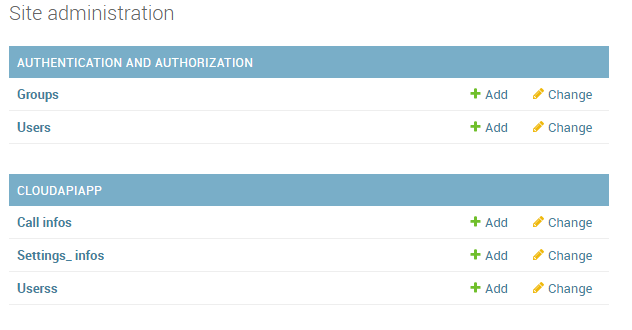 Site administration
AUTHENTICATION AND AUTHORIZATION
Groups Add Change
Users Add Change
CLOUDAPIAPP
Call infos Add Change
Settings_ infos Add Change
Userss Add Change